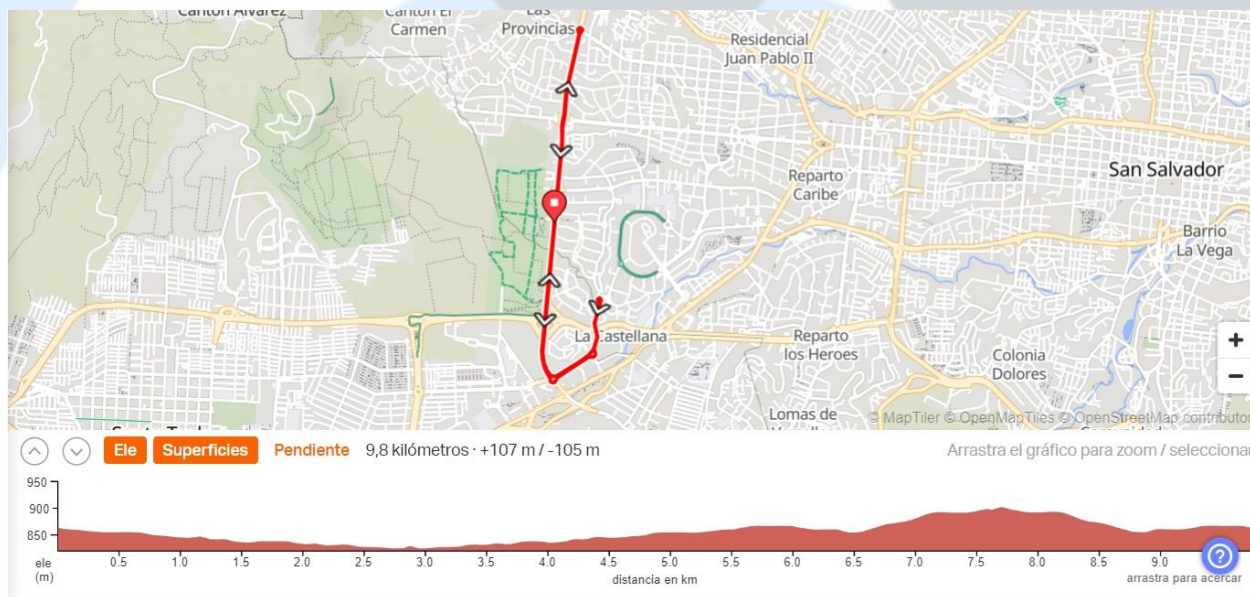 Cantón Álvarez
Cantón El
Carmen
Las
Provincias
Residencial
Juan Pablo II
San Salvador
Reparto
Caribe
Barrio
La Vega
La Castellana
Reparto
los Heroes
Colonia
Dolores
+
−
Lomas de
© MapTiler © OpenMapTiles © OpenStreetMap contributor
Ele
Superficies
Pendiente
9,8 kilómetros · +107 m / -105 m
Arrastra el gráfico para zoom / seleccionar
950
900
850
ele
(m)
0.5 1.0 1.5 2.0 2.5 3.0 3.5 4.0 4.5 5.0 5.5 6.0 6.5 7.0 7.5 8.0 8.5 9.0
distancia en km
?
arrastra para acercar